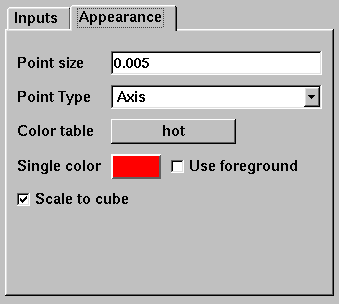 Inputs Appearance
Point size 0.005
Point Type Axis
Color table hot
Single color Use foreground
Scale to cube